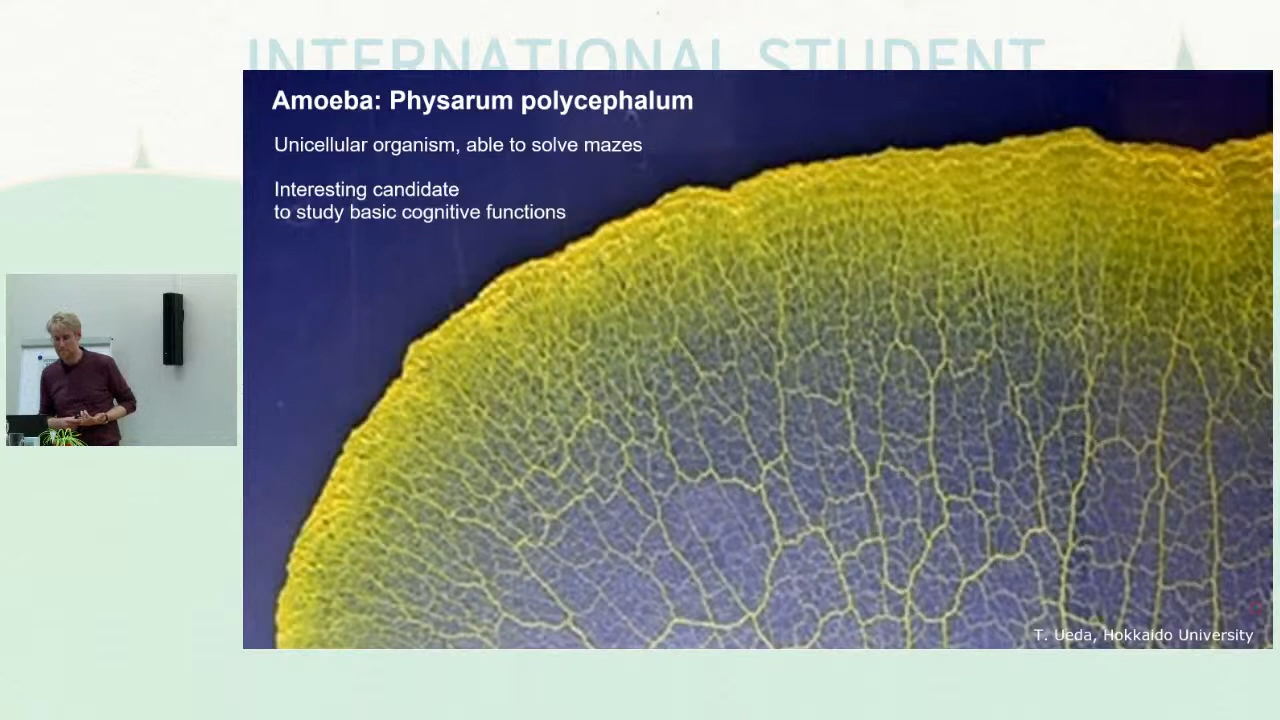 INTERNATIONAL STUDENT
Amoeba: Physarum polycephalum
Unicellular organism, able to solve mazes
Interesting candidate
to study basic cognitive functions
T. Ueda, Hokkaido University